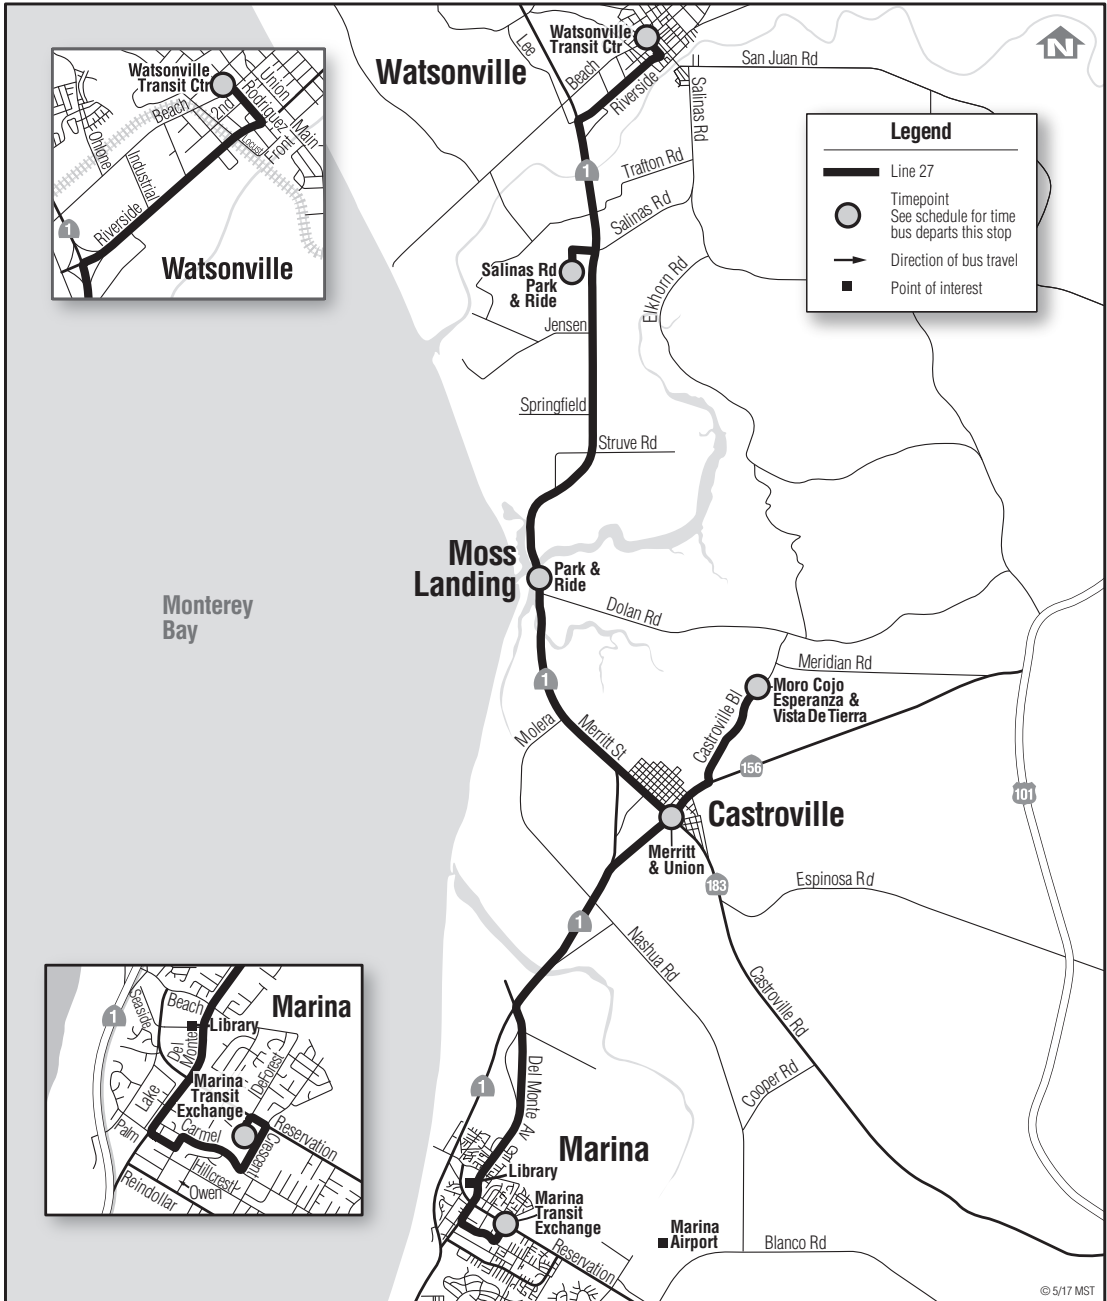 Watsonville
Transit Ctr
Watsonville
Lee
Beach
Riverside
San Juan Rd
Salinas Rd
N
Watsonville
Transit Ctr
Union
Rodriguez
Main
Beach
2nd
Locust
Front
Ohlone
Industrial
Riverside
1
Watsonville
Legend
Line 27
Timepoint
See schedule for time
bus departs this stop
Direction of bus travel
Point of interest
1
Trafton Rd
Salinas Rd
Salinas Rd
Park
& Ride
Elkhorn Rd
Jensen
Springfield
Struve Rd
Moss
Landing
Park &
Ride
Monterey
Bay
Dolan Rd
Meridian Rd
1
Moro Cojo
Esperanza &
Vista De Tierra
Castroville Bl
Molera
Merritt St
156
101
Castroville
Merritt
& Union
183
Espinosa Rd
1
Nashua Rd
Castroville Rd
Cooper Rd
1
Del Monte Av
Marina
Library
Marina
Transit
Exchange
Reservation
Marina
Airport
Blanco Rd
1
Seaside
Beach
Marina
Library
Del
Monte
DeForest
Marina
Transit
Exchange
Lake
Palm
Carmel
Crescent
Reservation
Hillcrest
Owen
Reindollar
© 5/17 MST